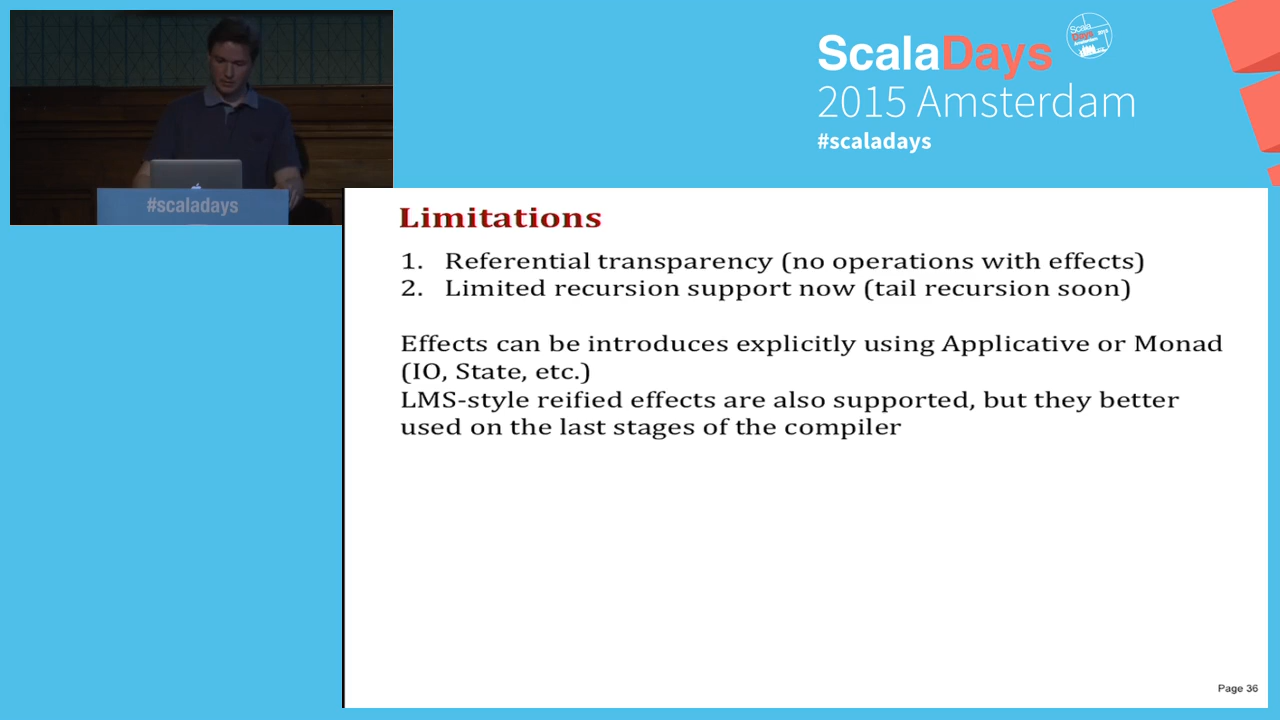 ScalaDays
2015 Amsterdam
#scaladays
#scaladays
Limitations
1. Referential transparency (no operations with effects)
2. Limited recursion support now (tail recursion soon)
Effects can be introduces explicitly using Applicative or Monad
(IO, State, etc.)
LMS-style reified effects are also supported, but they better
used on the last stages of the compiler
Page 36